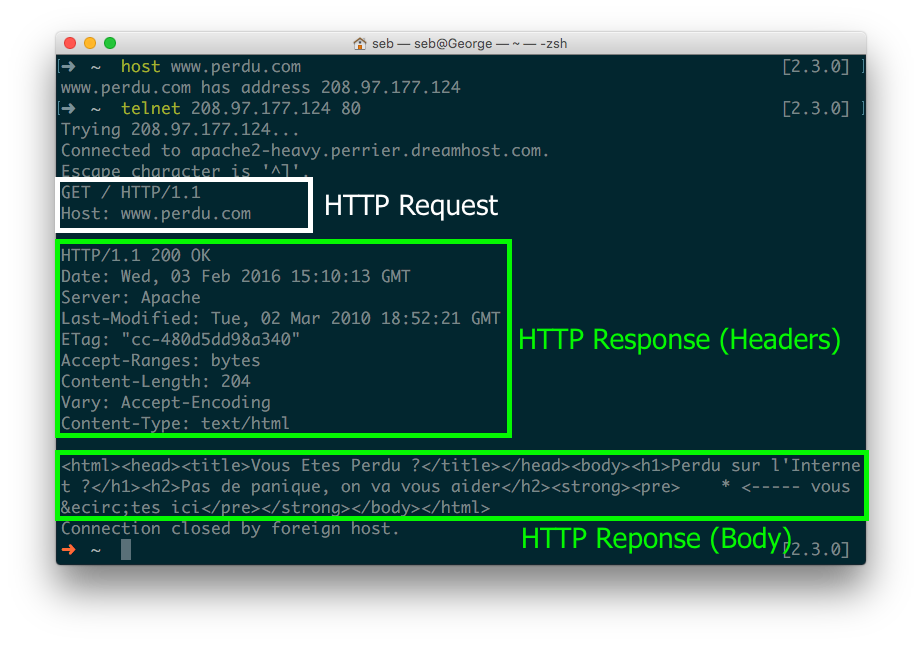 seb — seb@George — ~ — -zsh
[➜ ~ host www.perdu.com [2.3.0] ]
www.perdu.com has address 208.97.177.124
[➜ ~ telnet 208.97.177.124 80 [2.3.0] ]
Trying 208.97.177.124...
Connected to apache2-heavy.perrier.dreamhost.com.
Escape character is '^]'.
GET / HTTP/1.1
Host: www.perdu.com
HTTP Request
HTTP/1.1 200 OK
Date: Wed, 03 Feb 2016 15:10:13 GMT
Server: Apache
Last-Modified: Tue, 02 Mar 2010 18:52:21 GMT
ETag: "cc-480d5dd98a340"
Accept-Ranges: bytes
Content-Length: 204
Vary: Accept-Encoding
Content-Type: text/html
HTTP Response (Headers)
<html><head><title>Vous Etes Perdu ?</title></head><body><h1>Perdu sur l'Interne
t ?</h1><h2>Pas de panique, on va vous aider</h2><strong><pre>    * <----- vous
&ecirc;tes ici</pre></strong></body></html>
Connection closed by foreign host.
HTTP Reponse (Body)
➜ ~ [2.3.0]